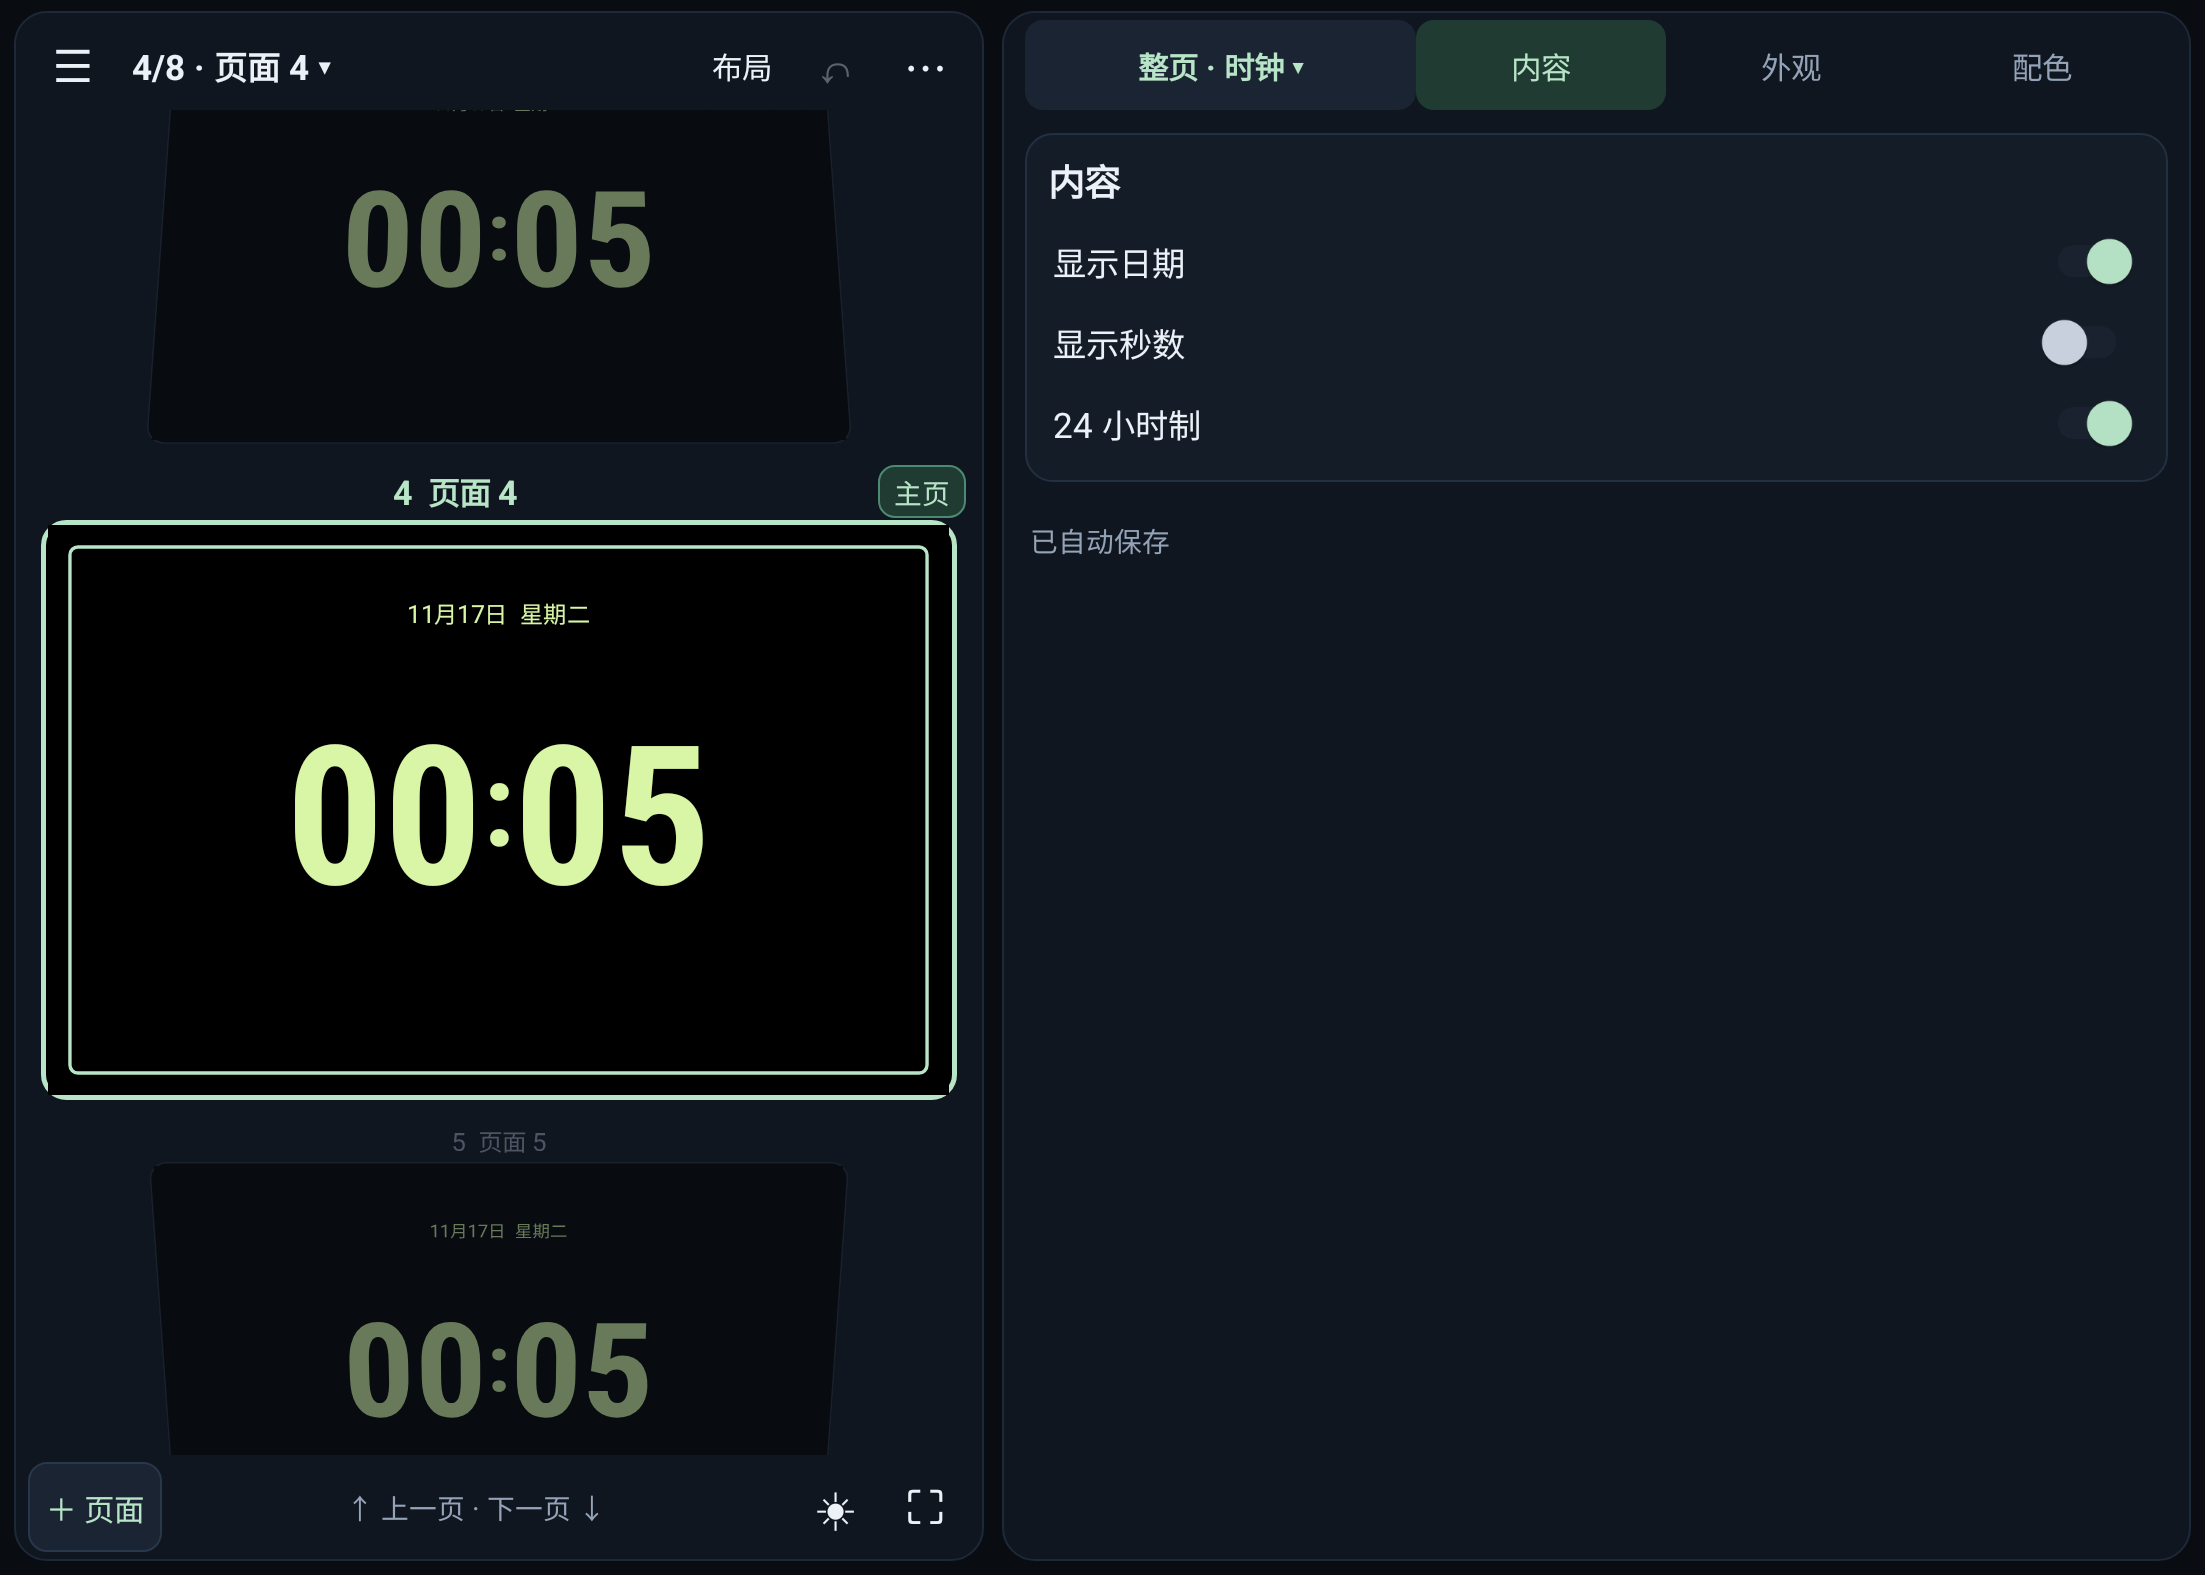 4/8 · 页面 4 ▾
布局
00:05
4 页面 4
主页
11月17日 星期二
00:05
5 页面 5
11月17日 星期二
00:05
+ 页面
↑ 上一页 · 下一页 ↓
整页 · 时钟 ▾
内容
外观
配色
内容
显示日期
显示秒数
24 小时制
已自动保存